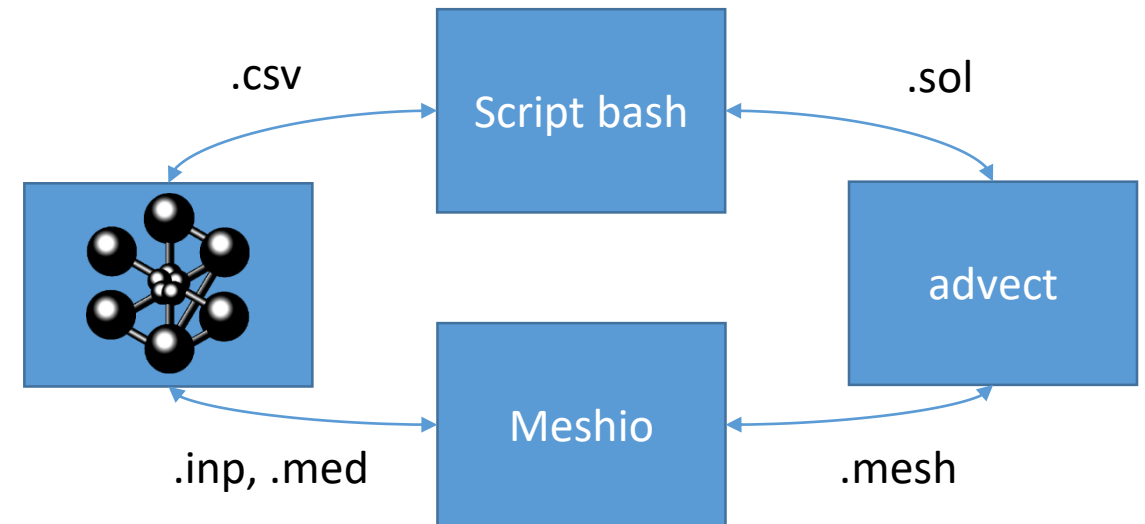 .csv
Script bash
.sol
advect
Meshio
.inp, .med
.mesh